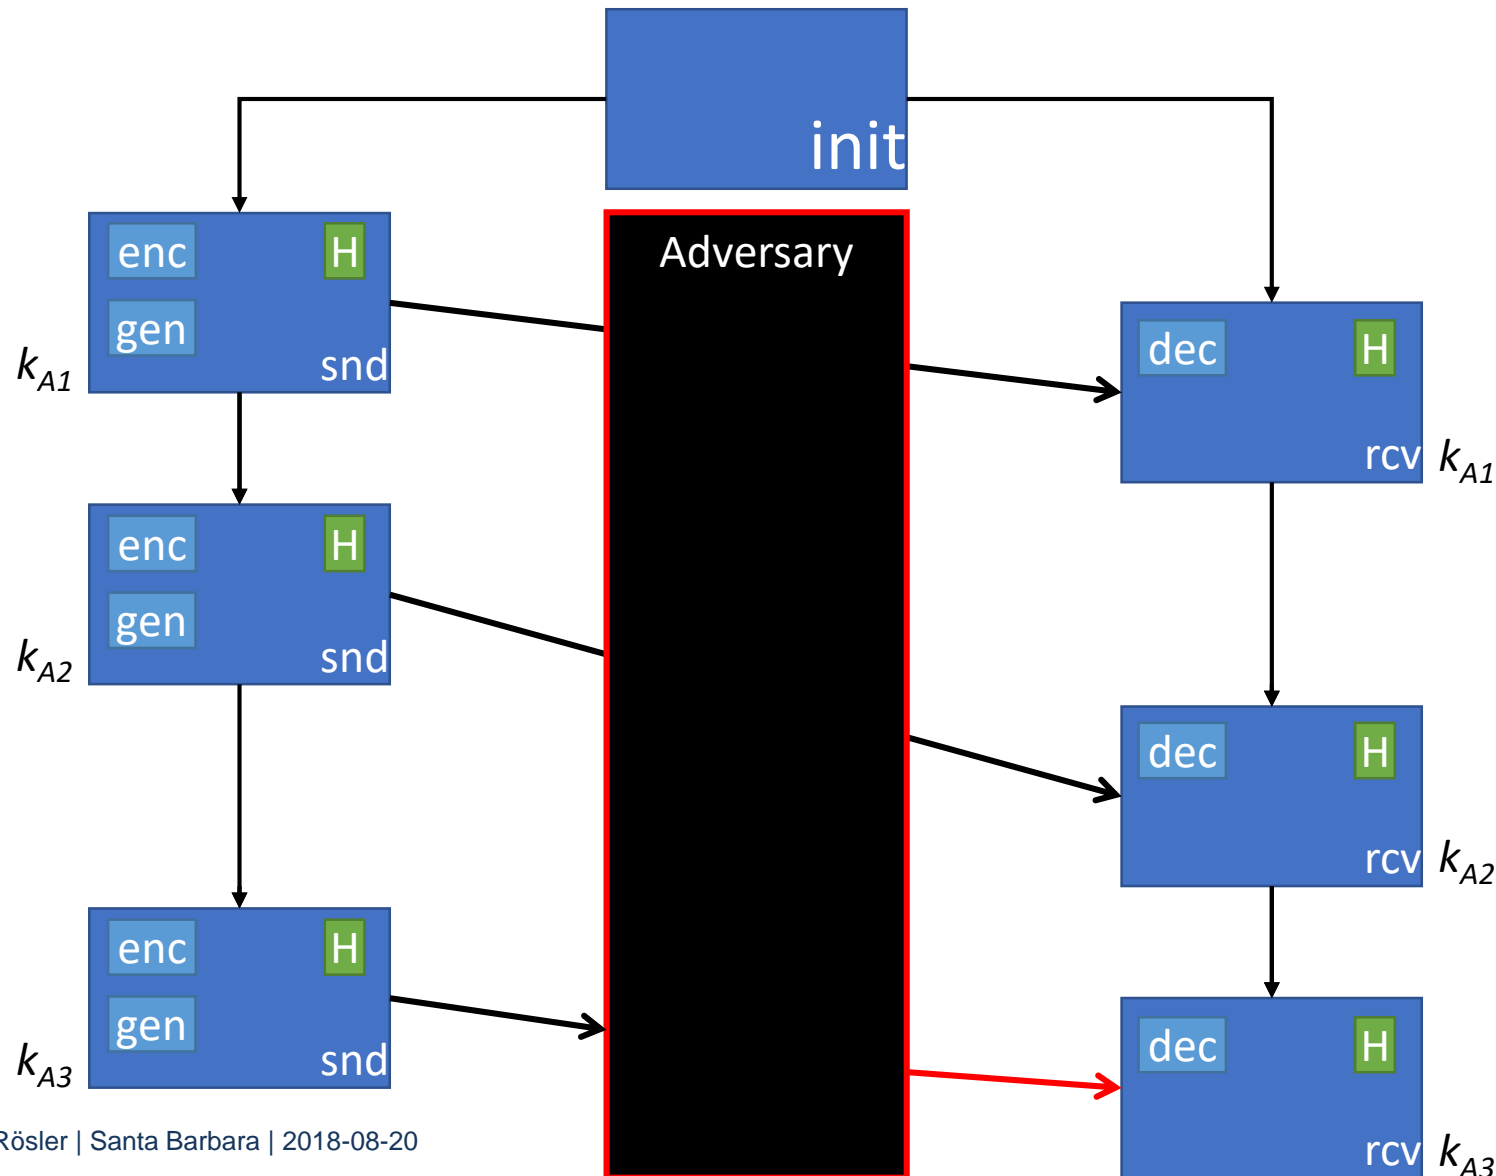 init
enc H
gen
snd
k_A1
Adversary
dec H
rcv k_A1
enc H
gen
snd
k_A2
dec H
rcv k_A2
enc H
gen
snd
k_A3
dec H
rcv k_A3
Rösler | Santa Barbara | 2018-08-20